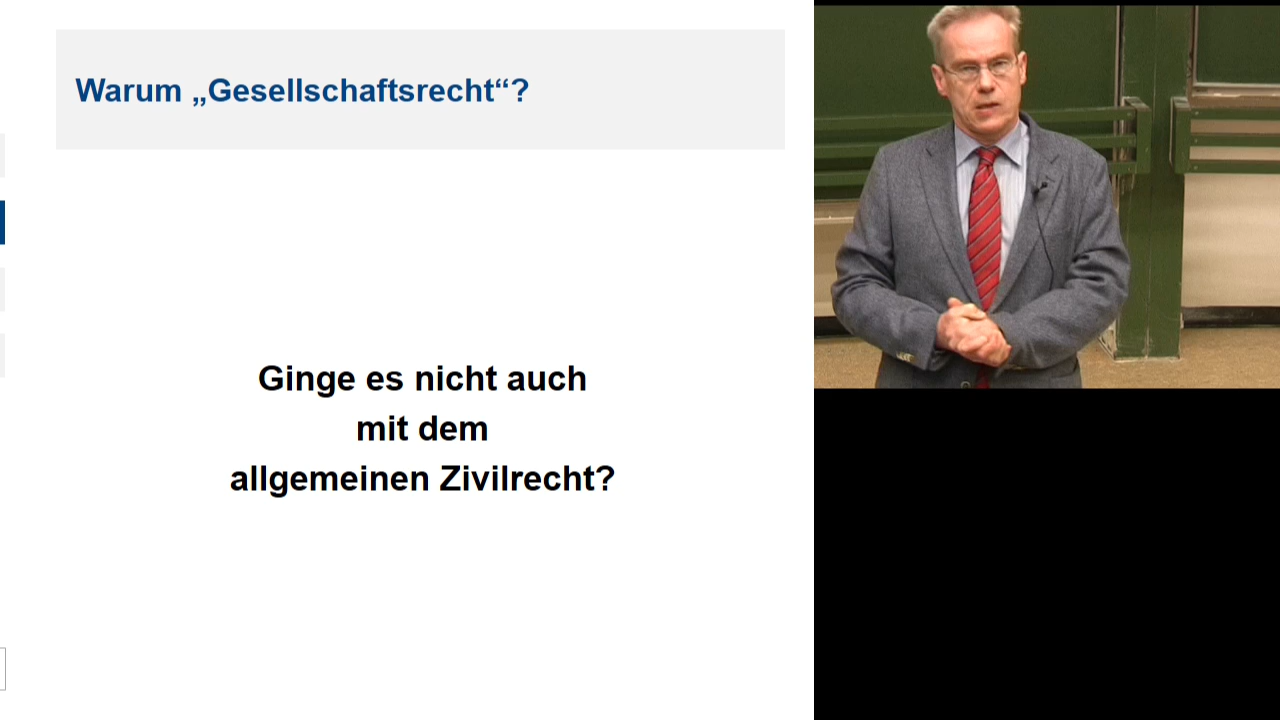 Warum „Gesellschaftsrecht“?
Ginge es nicht auch
mit dem
allgemeinen Zivilrecht?